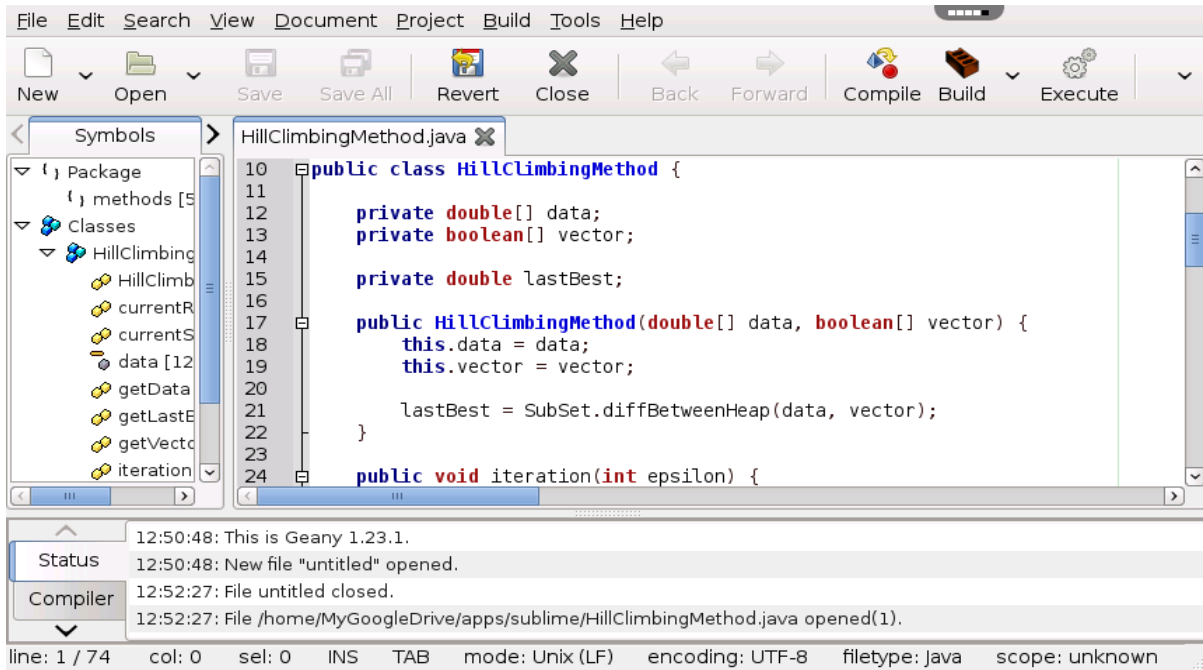 File Edit Search View Document Project Build Tools Help
New Open Save Save All Revert Close Back Forward Compile Build Execute
Symbols
HillClimbingMethod.java
Package
methods [5
Classes
HillClimbing
HillClimb
currentR
currentS
data [12
getData
getLastE
getVecto
iteration
10 public class HillClimbingMethod {
11
12 private double[] data;
13 private boolean[] vector;
14
15 private double lastBest;
16
17 public HillClimbingMethod(double[] data, boolean[] vector) {
18 this.data = data;
19 this.vector = vector;
20
21 lastBest = SubSet.diffBetweenHeap(data, vector);
22 }
23
24 public void iteration(int epsilon) {
Status
Compiler
12:50:48: This is Geany 1.23.1.
12:50:48: New file "untitled" opened.
12:52:27: File untitled closed.
12:52:27: File /home/MyGoogleDrive/apps/sublime/HillClimbingMethod.java opened(1).
line: 1 / 74 col: 0 sel: 0 INS TAB mode: Unix (LF) encoding: UTF-8 filetype: Java scope: unknown